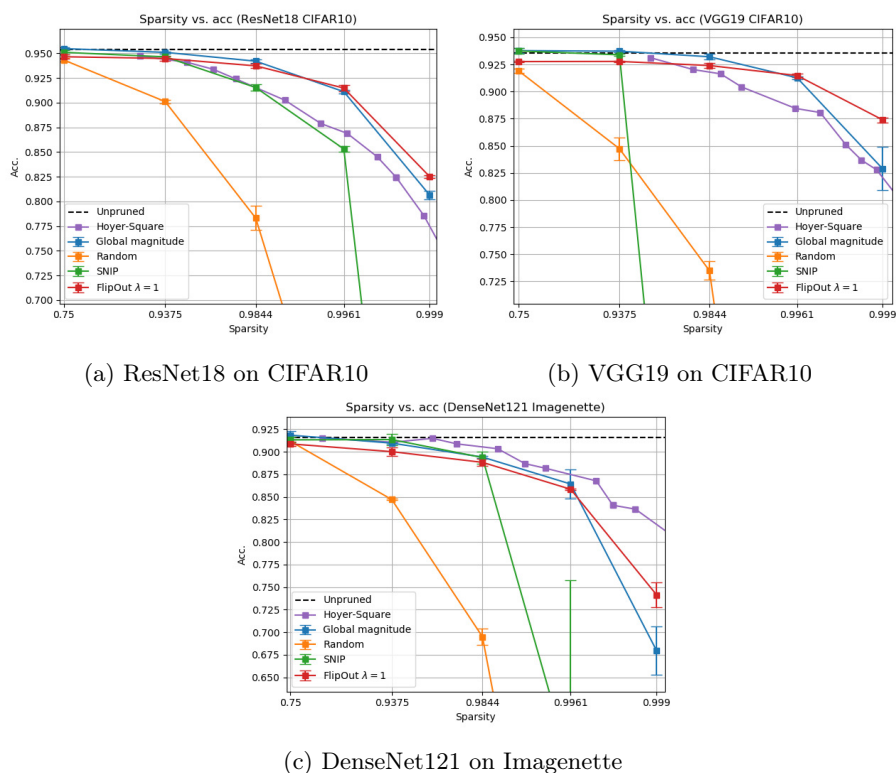 Sparsity vs. acc (ResNet18 CIFAR10)
0.950
0.925
0.900
0.875
0.850
0.825
0.800
0.775
0.750
0.725
0.700
Acc.
Unpruned
Hoyer-Square
Global magnitude
Random
SNIP
FlipOut λ = 1
0.75 0.9375 0.9844 0.9961 0.999
Sparsity
(a) ResNet18 on CIFAR10
Sparsity vs. acc (VGG19 CIFAR10)
0.950
0.925
0.900
0.875
0.850
0.825
0.800
0.775
0.750
0.725
Acc.
Unpruned
Hoyer-Square
Global magnitude
Random
SNIP
FlipOut λ = 1
0.75 0.9375 0.9844 0.9961 0.999
Sparsity
(b) VGG19 on CIFAR10
Sparsity vs. acc (DenseNet121 Imagenette)
0.925
0.900
0.875
0.850
0.825
0.800
0.775
0.750
0.725
0.700
0.675
0.650
Acc.
Unpruned
Hoyer-Square
Global magnitude
Random
SNIP
FlipOut λ = 1
0.75 0.9375 0.9844 0.9961 0.999
Sparsity
(c) DenseNet121 on Imagenette